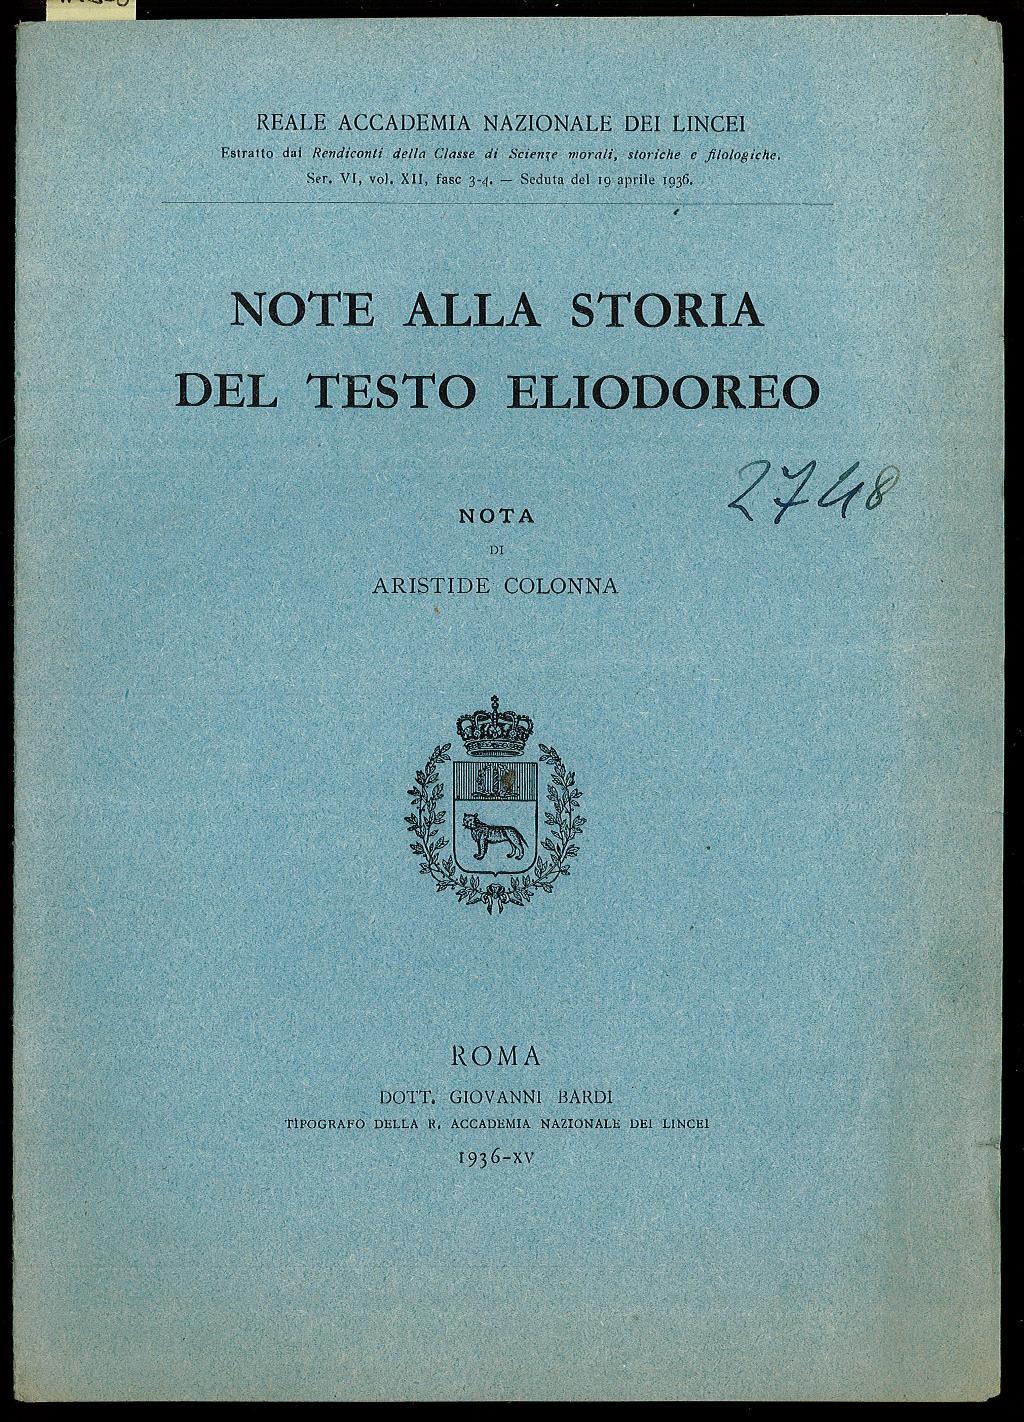 REALE ACCADEMIA NAZIONALE DEI LINCEI
Estratto dai Rendiconti della Classe di Scienze morali, storiche e filologiche.
Ser. VI, vol. XII, fasc 3-4. — Seduta del 19 aprile 1936.
NOTE ALLA STORIA
DEL TESTO ELIODOREO
2748
NOTA
DI
ARISTIDE COLONNA
ROMA
DOTT. GIOVANNI BARDI
TIPOGRAFO DELLA R. ACCADEMIA NAZIONALE DEI LINCEI
1936-XV